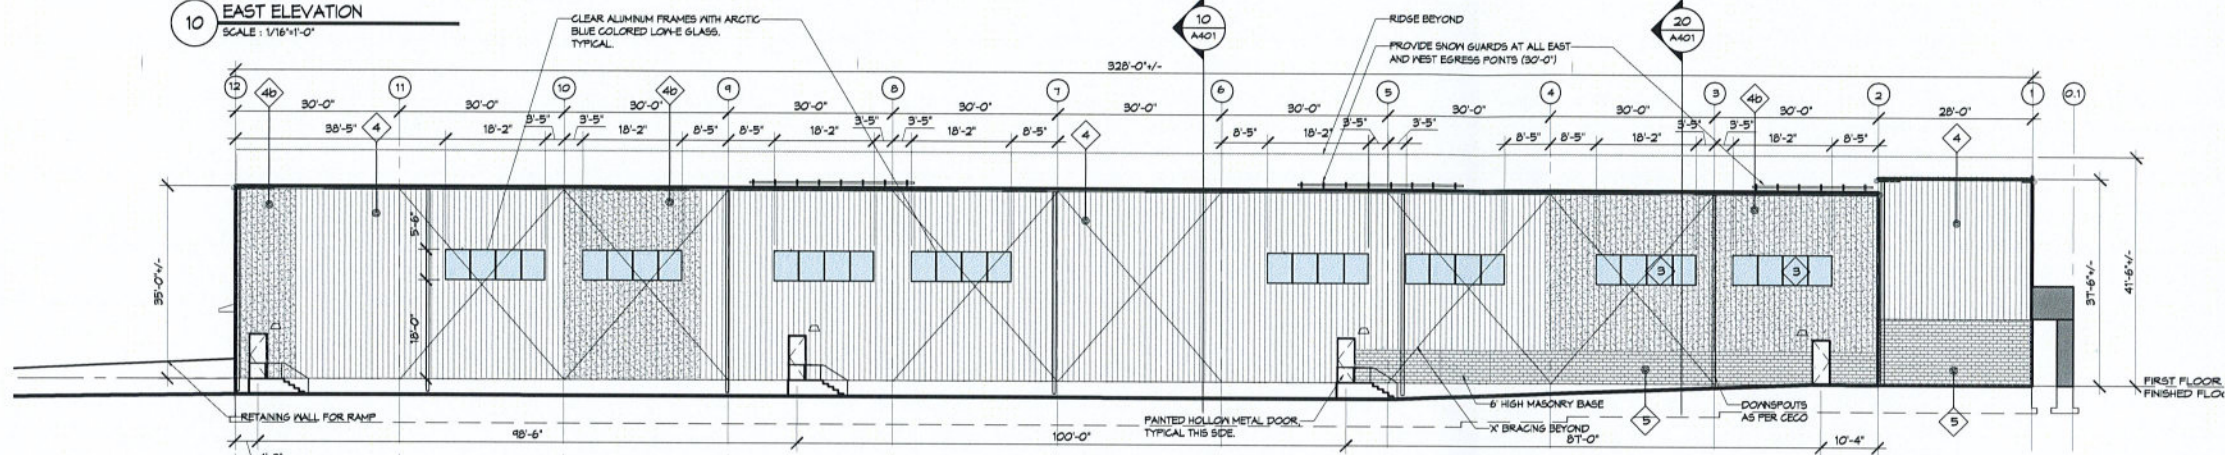 10 EAST ELEVATION
SCALE : 1/16"=1'-0"
CLEAR ALUMINUM FRAMES WITH ARCTIC
BLUE COLORED LOW-E GLASS.
TYPICAL.
10
A401
RIDGE BEYOND
PROVIDE SNOW GUARDS AT ALL EAST
AND WEST EGRESS POINTS (30'-0")
20
A401
328'-0"+/-
12 4b 11 10 4b 9 8 7 6 5 4 3 4b 2 1 0.1
30'-0" 30'-0" 30'-0" 30'-0" 30'-0" 30'-0" 30'-0" 30'-0" 30'-0" 30'-0" 28'-0"
38'-5" 4 18'-2" 3'-5" 3'-5" 18'-2" 8'-5" 8'-5" 18'-2" 3'-5" 3'-5" 18'-2" 8'-5" 4 8'-5" 18'-2" 3'-5" 3'-5" 8'-5" 8'-5" 18'-2" 3'-5" 3'-5" 18'-2" 8'-5" 4
35'-0"+/-
5'-6"
18'-0"
3 3
37'-6"+/-
41'-6"+/-
FIRST FLOOR
FINISHED
RETAINING WALL FOR RAMP
PAINTED HOLLOW METAL DOOR,
TYPICAL THIS SIDE.
6' HIGH MASONRY BASE
X' BRACING BEYOND
5
DOWNSPOUTS
AS PER CECO
5
98'-6" 100'-0" 87'-0" 10'-4"